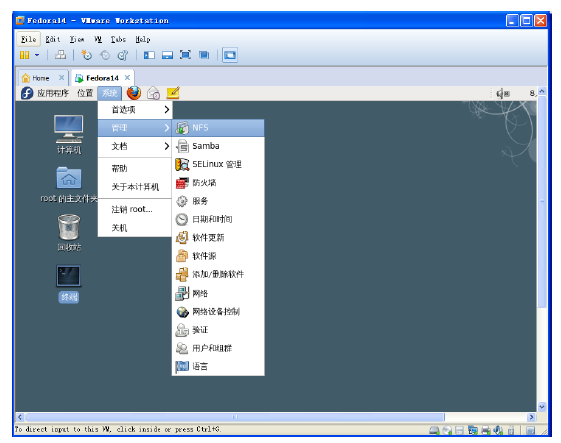 Fedora14 - VMware Workstation
File Edit View VM Tabs Help
Home × Fedora14 ×
应用程序 位置 系统 8,
首选项
管理
文档
帮助
关于本计算机
注销 root...
关机
NFS
Samba
SELinux 管理
防火墙
服务
日期和时间
软件更新
软件源
添加/删除软件
网络
网络设备控制
验证
用户和组群
语言
计算机
root 的主文件夹
回收站
终端
To direct input to this VM, click inside or press Ctrl+G.